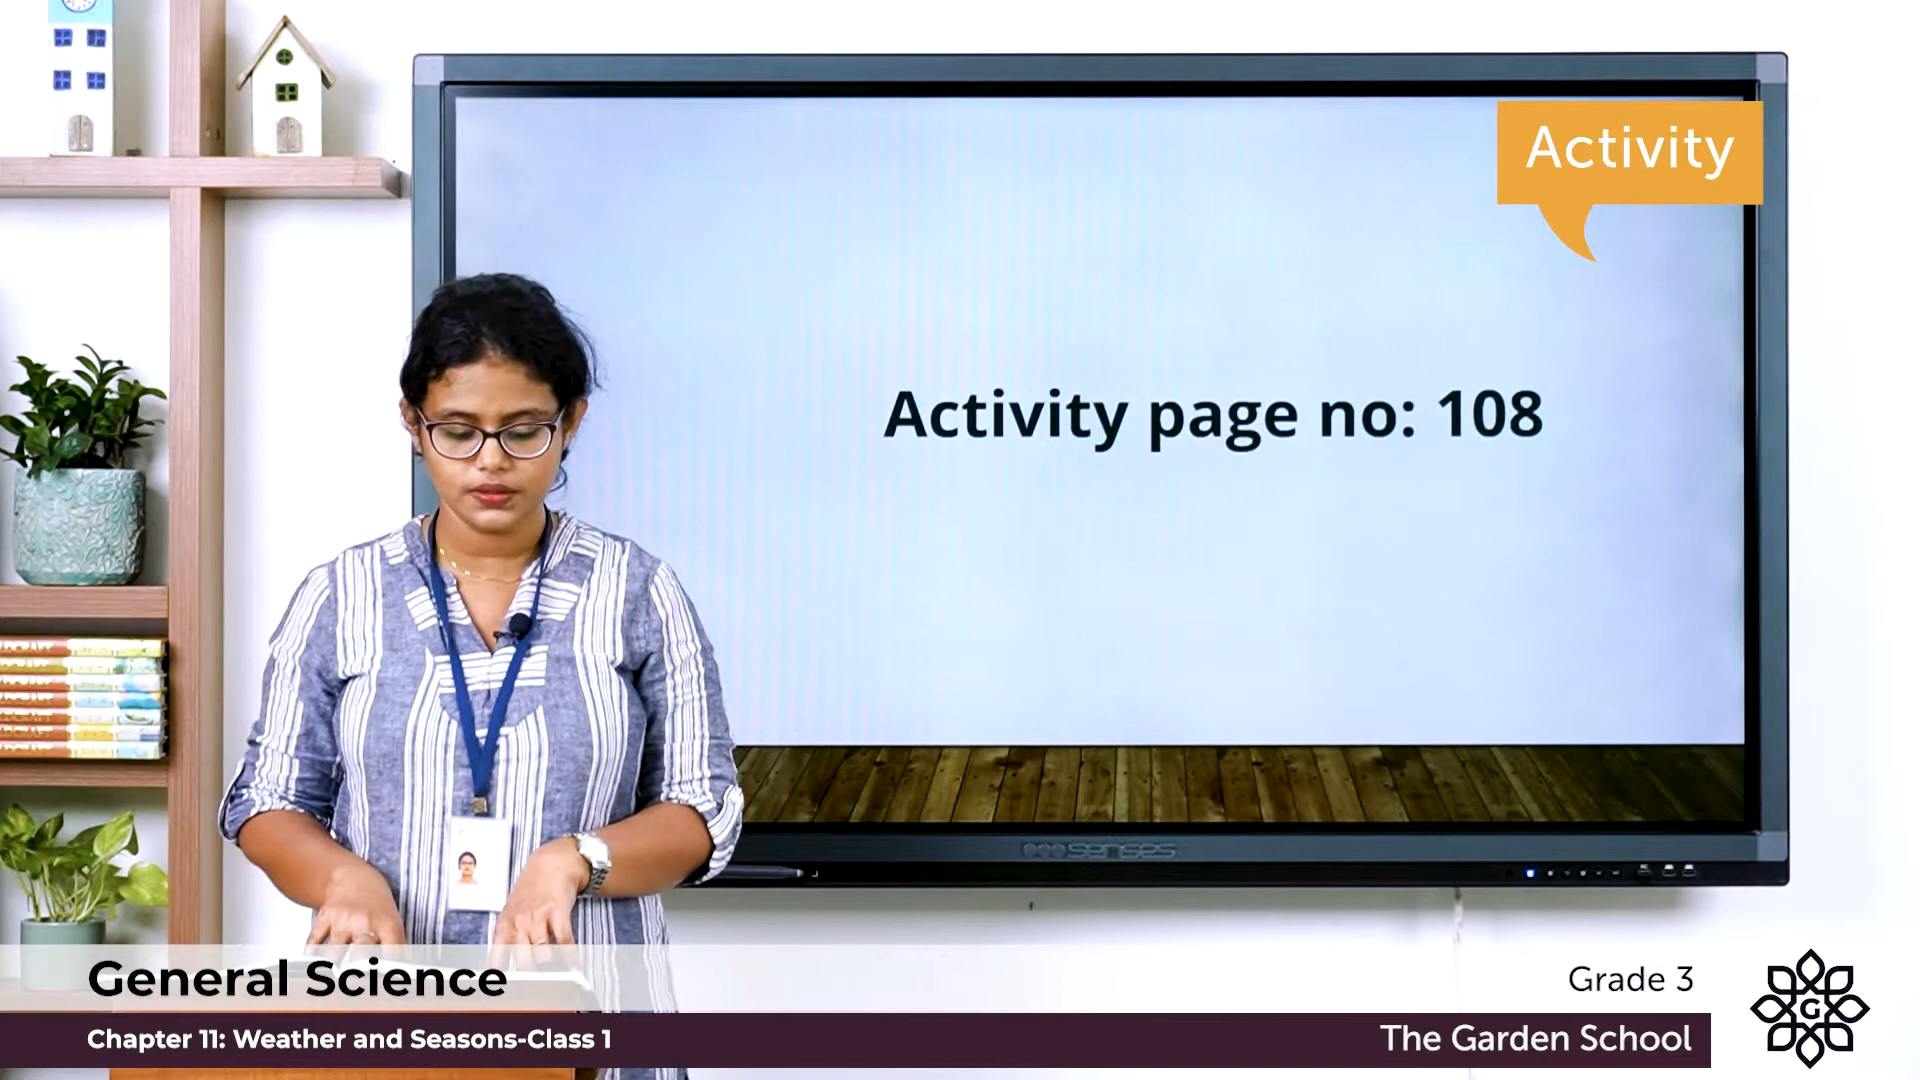 Activity
Activity page no: 108
General Science
Grade 3
Chapter 11: Weather and Seasons-Class 1
The Garden School
G